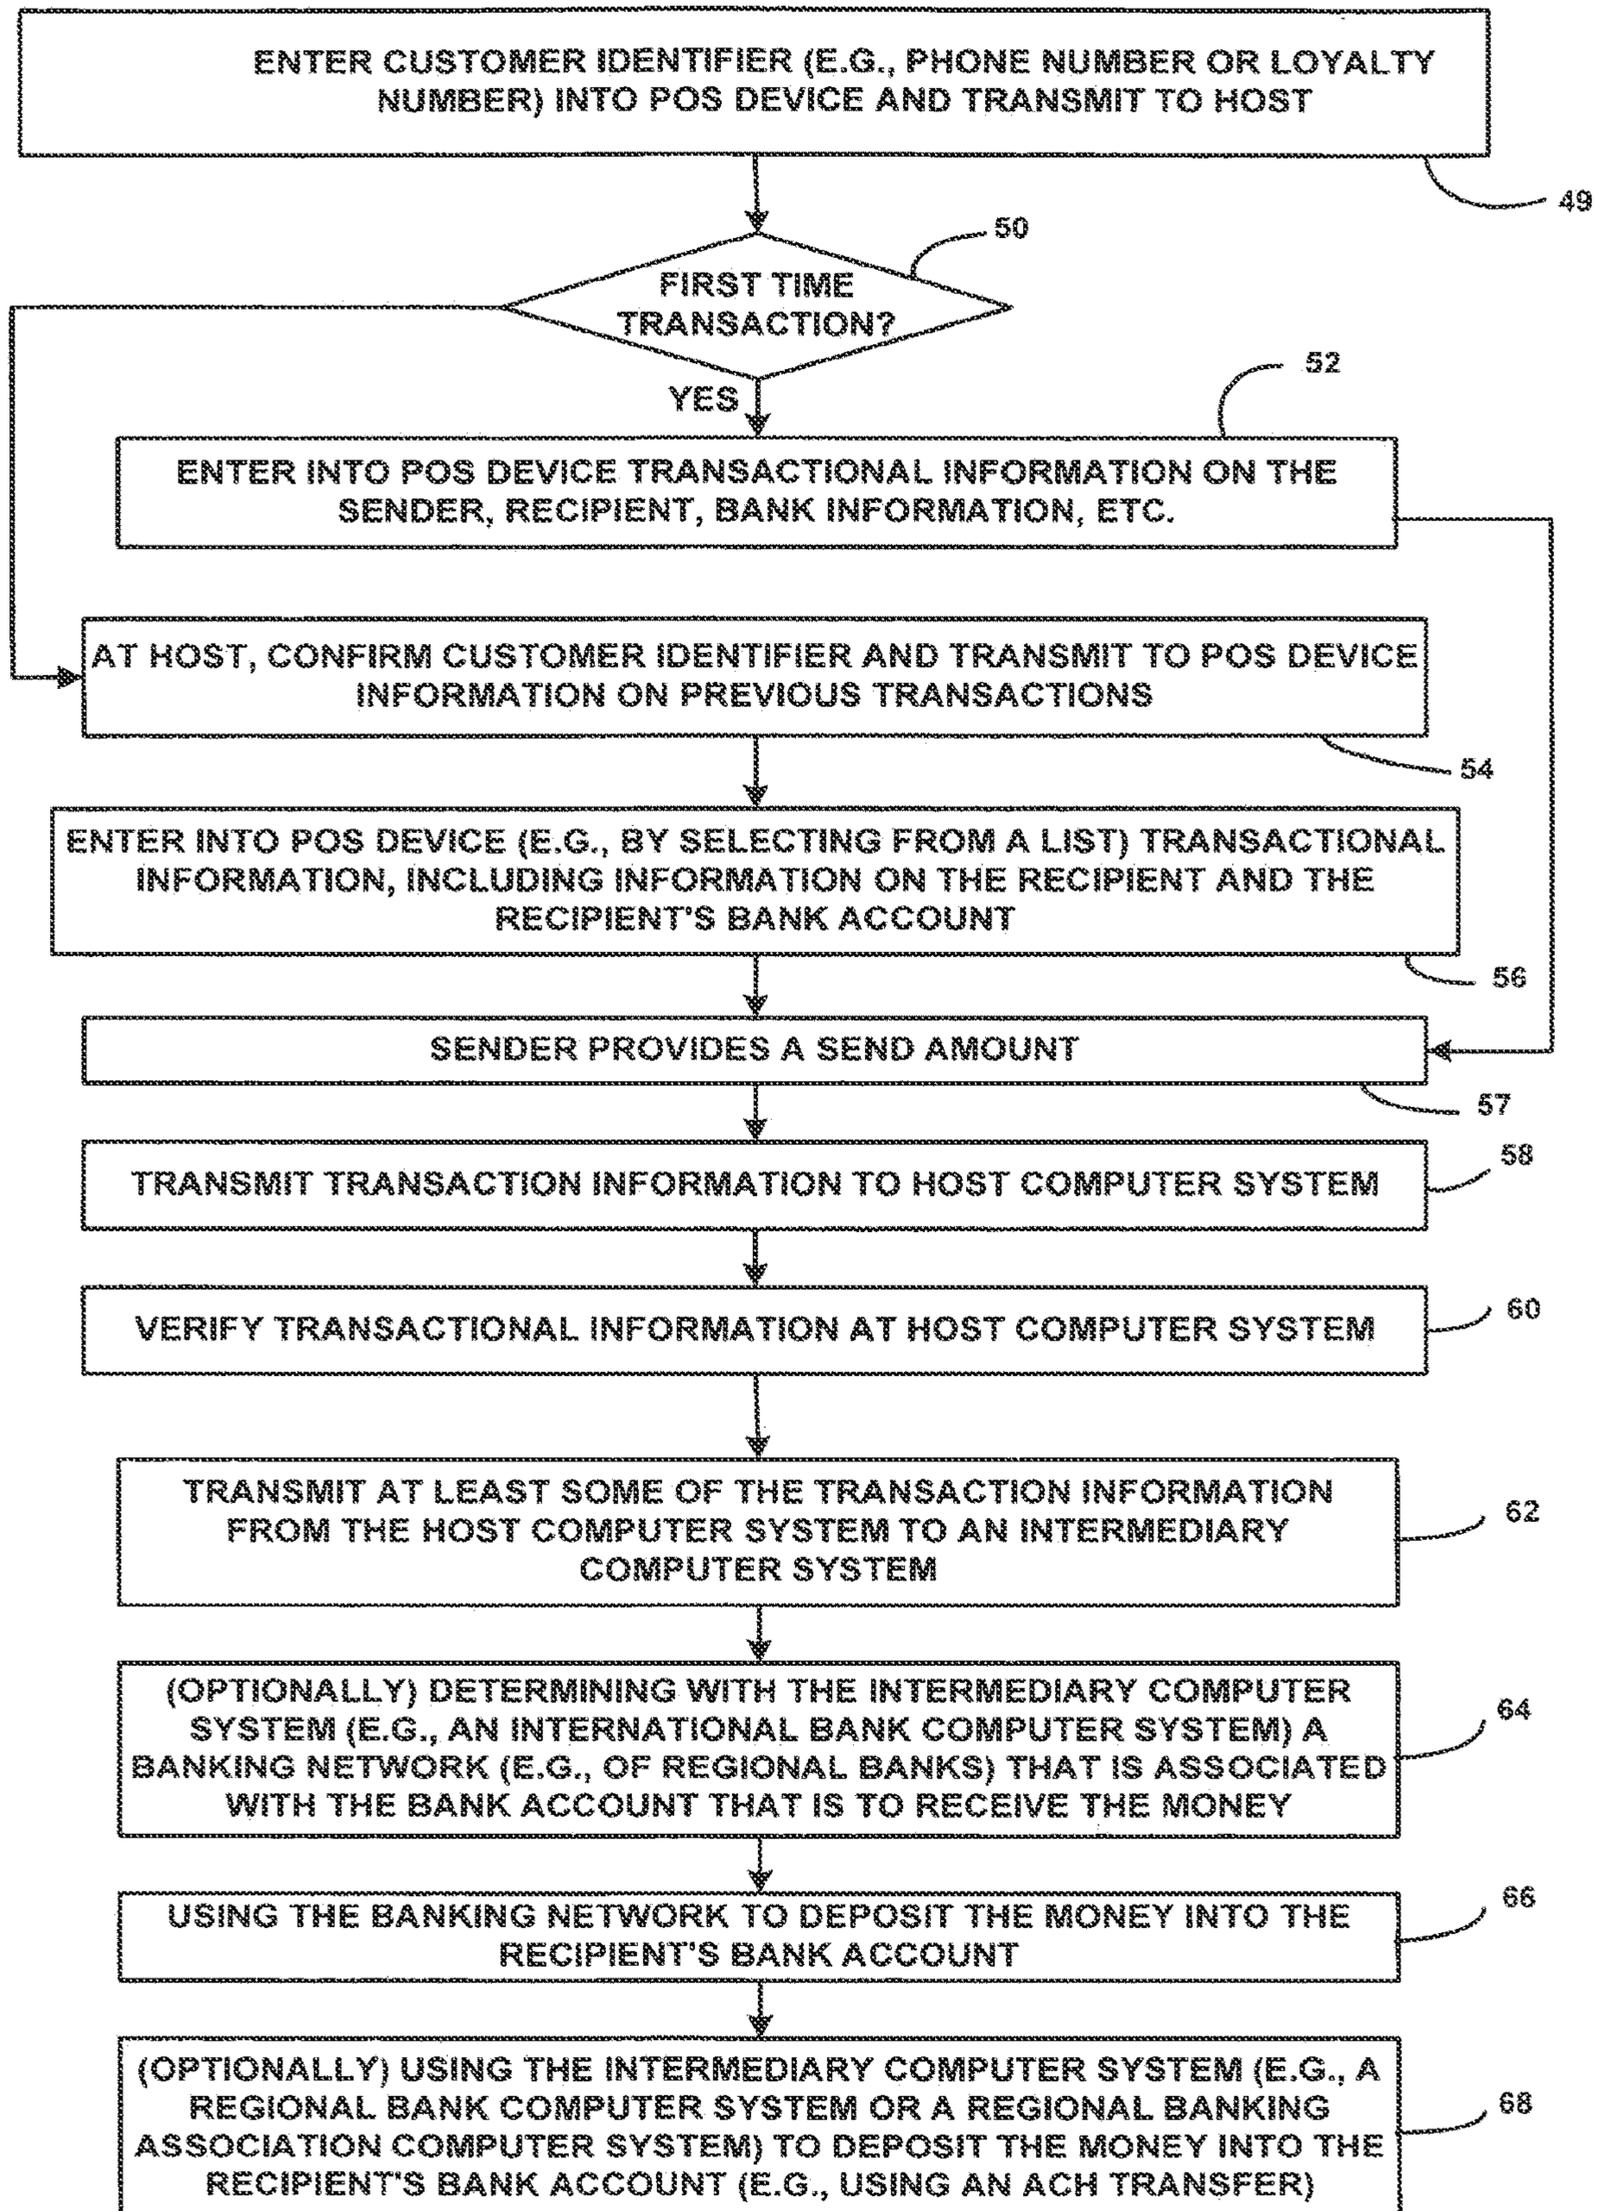 ENTER CUSTOMER IDENTIFIER (E.G., PHONE NUMBER OR LOYALTY
NUMBER) INTO POS DEVICE AND TRANSMIT TO HOST
49
50
FIRST TIME
TRANSACTION?
YES
52
ENTER INTO POS DEVICE TRANSACTIONAL INFORMATION ON THE
SENDER, RECIPIENT, BANK INFORMATION, ETC.
AT HOST, CONFIRM CUSTOMER IDENTIFIER AND TRANSMIT TO POS DEVICE
INFORMATION ON PREVIOUS TRANSACTIONS
54
ENTER INTO POS DEVICE (E.G., BY SELECTING FROM A LIST) TRANSACTIONAL
INFORMATION, INCLUDING INFORMATION ON THE RECIPIENT AND THE
RECIPIENT'S BANK ACCOUNT
56
SENDER PROVIDES A SEND AMOUNT
57
58
TRANSMIT TRANSACTION INFORMATION TO HOST COMPUTER SYSTEM
60
VERIFY TRANSACTIONAL INFORMATION AT HOST COMPUTER SYSTEM
TRANSMIT AT LEAST SOME OF THE TRANSACTION INFORMATION
FROM THE HOST COMPUTER SYSTEM TO AN INTERMEDIARY
COMPUTER SYSTEM
62
(OPTIONALLY) DETERMINING WITH THE INTERMEDIARY COMPUTER
SYSTEM (E.G., AN INTERNATIONAL BANK COMPUTER SYSTEM) A
BANKING NETWORK (E.G., OF REGIONAL BANKS) THAT IS ASSOCIATED
WITH THE BANK ACCOUNT THAT IS TO RECEIVE THE MONEY
64
USING THE BANKING NETWORK TO DEPOSIT THE MONEY INTO THE
RECIPIENT'S BANK ACCOUNT
66
(OPTIONALLY) USING THE INTERMEDIARY COMPUTER SYSTEM (E.G., A
REGIONAL BANK COMPUTER SYSTEM OR A REGIONAL BANKING
ASSOCIATION COMPUTER SYSTEM) TO DEPOSIT THE MONEY INTO THE
RECIPIENT'S BANK ACCOUNT (E.G., USING AN ACH TRANSFER)
68